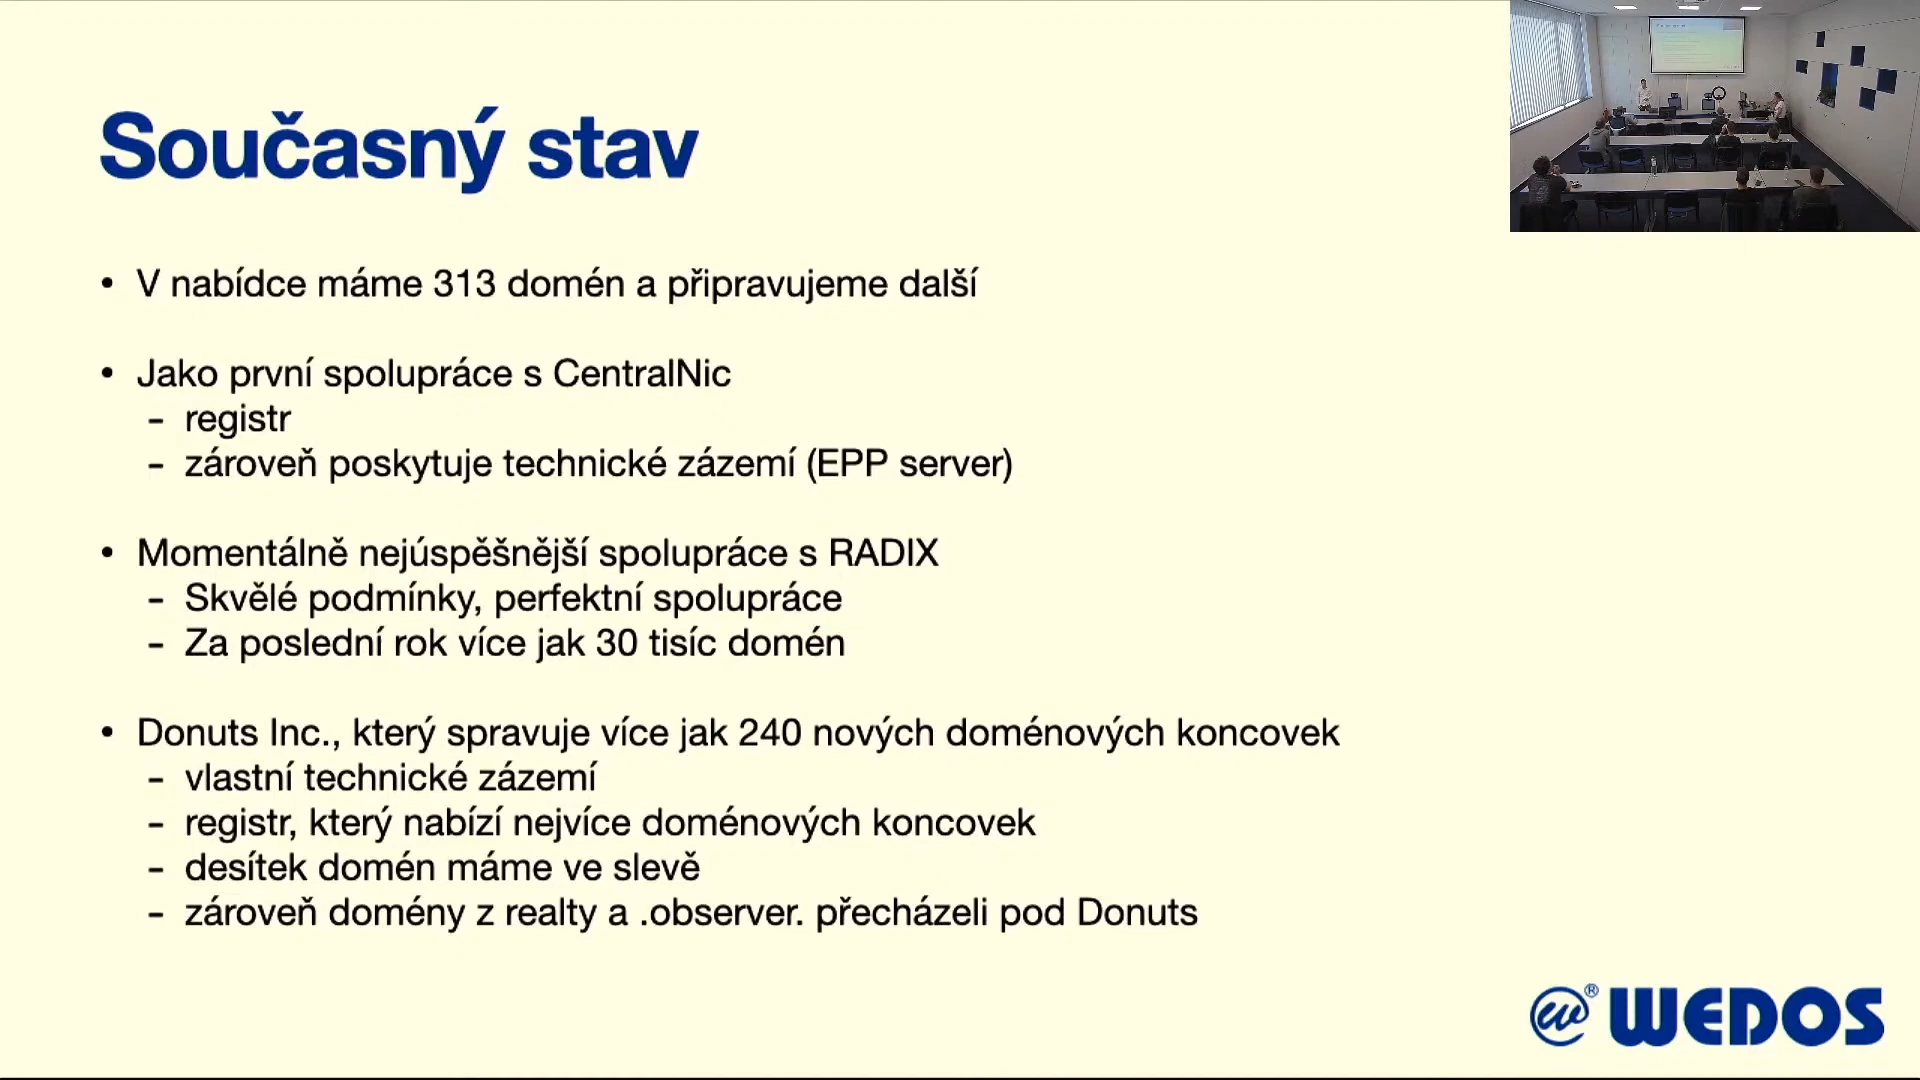 Současný stav
• V nabídce máme 313 domén a připravujeme další
• Jako první spolupráce s CentralNic
- registr
- zároveň poskytuje technické zázemí (EPP server)
• Momentálně nejúspěšnější spolupráce s RADIX
- Skvělé podmínky, perfektní spolupráce
- Za poslední rok více jak 30 tisíc domén
• Donuts Inc., který spravuje více jak 240 nových doménových koncovek
- vlastní technické zázemí
- registr, který nabízí nejvíce doménových koncovek
- desítek domén máme ve slevě
- zároveň domény z realty a .observer. přecházeli pod Donuts
® WEDOS